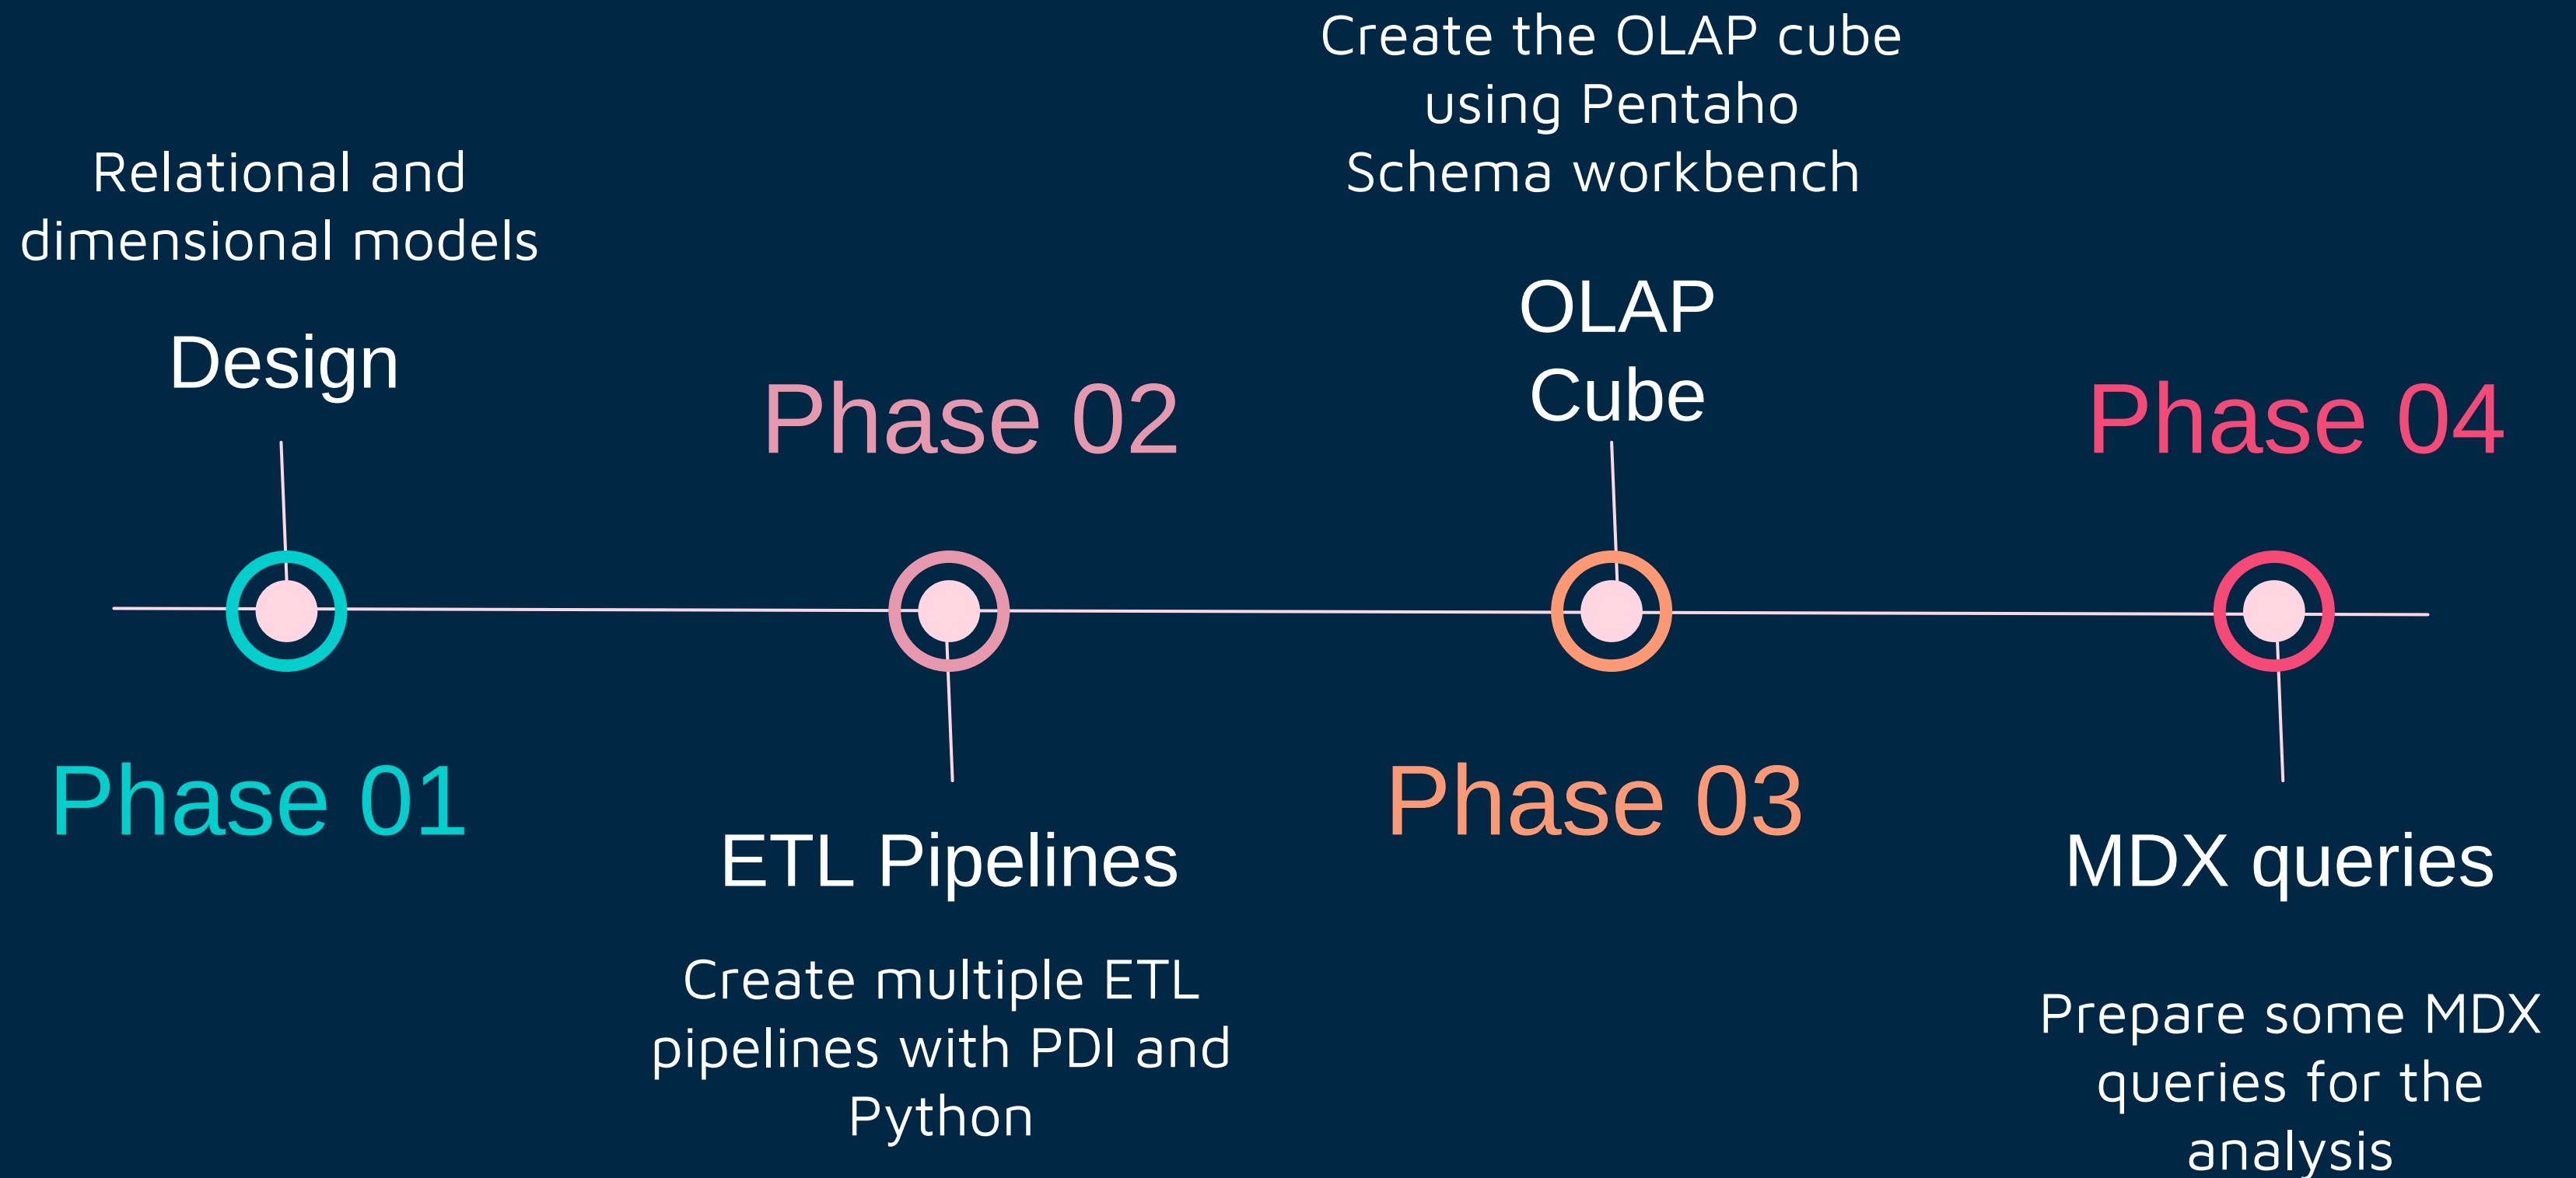 Relational and
dimensional models
Design
Phase 01
Phase 02
ETL Pipelines
Create multiple ETL
pipelines with PDI and
Python
Create the OLAP cube
using Pentaho
Schema workbench
OLAP
Cube
Phase 03
Phase 04
MDX queries
Prepare some MDX
queries for the
analysis